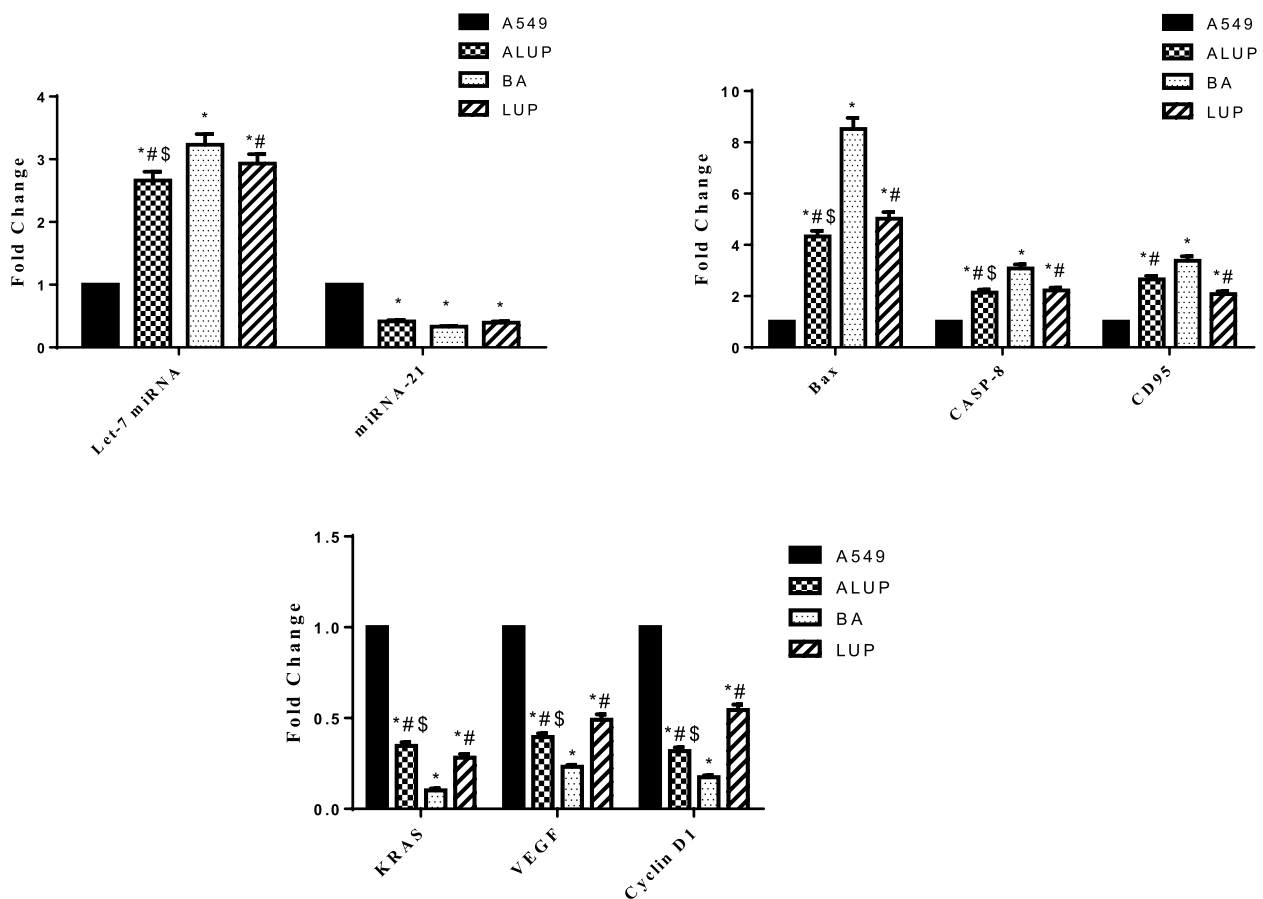 A549
ALUP
BA
LUP
Fold Change
4
3
2
1
0
*#$
*
*#
*
*
*
Let-7 miRNA
miRNA-21
A549
ALUP
BA
LUP
Fold Change
10
8
6
4
2
0
*#$
*
*#
*#$
*
*#
*#
*
*#
Bax
CASP-8
CD95
A549
ALUP
BA
LUP
Fold Change
1.5
1.0
0.5
0.0
*#$
*
*#
*#$
*
*#
*#$
*
*#
KRAS
VEGF
Cyclin D1